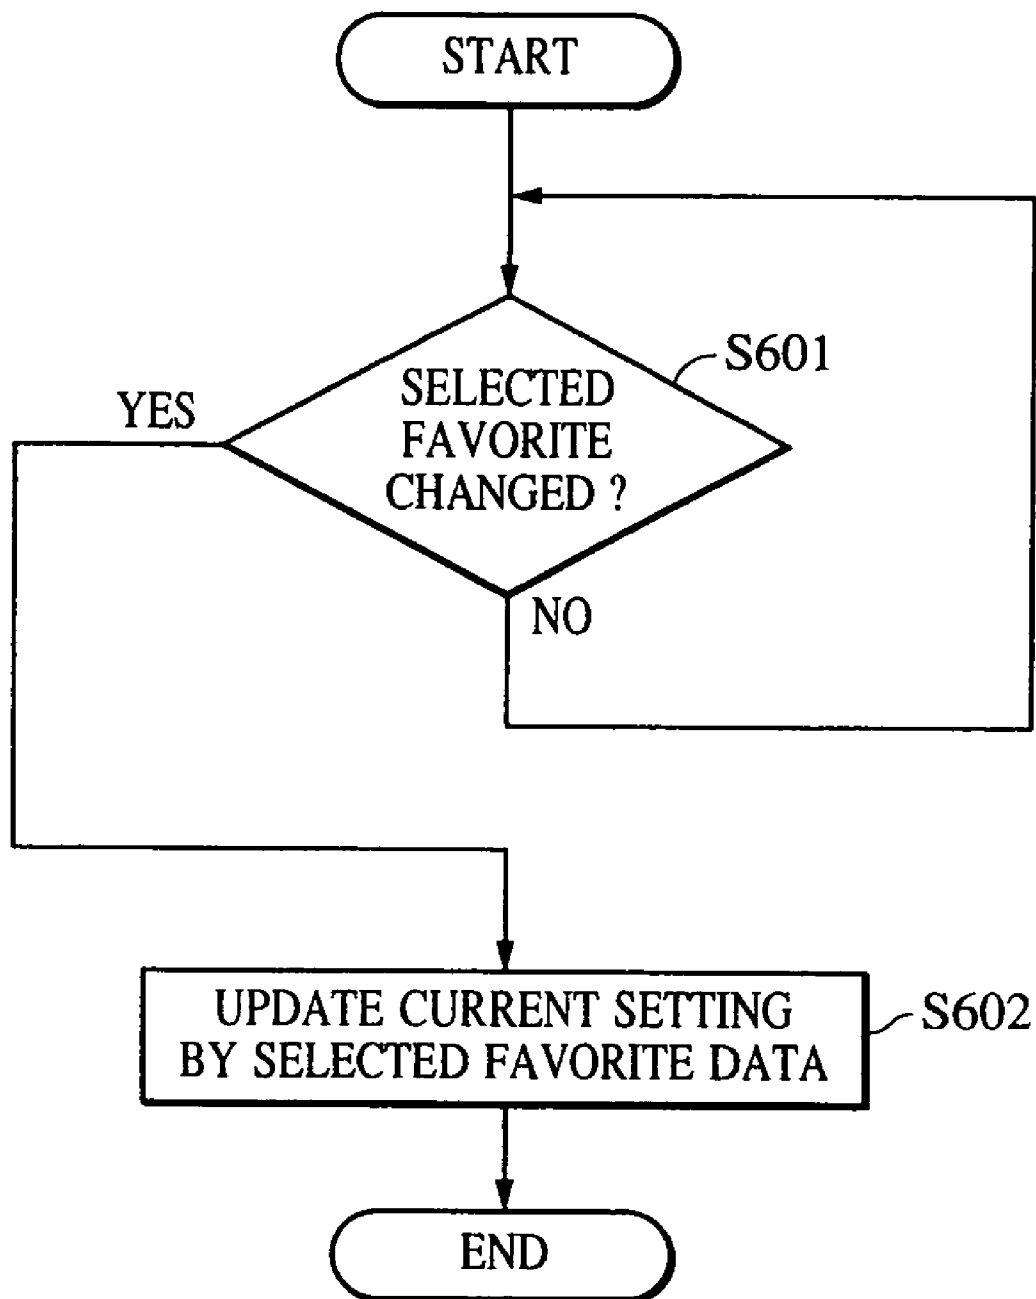 START
S601
SELECTED
FAVORITE
CHANGED ?
YES
NO
UPDATE CURRENT SETTING
BY SELECTED FAVORITE DATA
S602
END